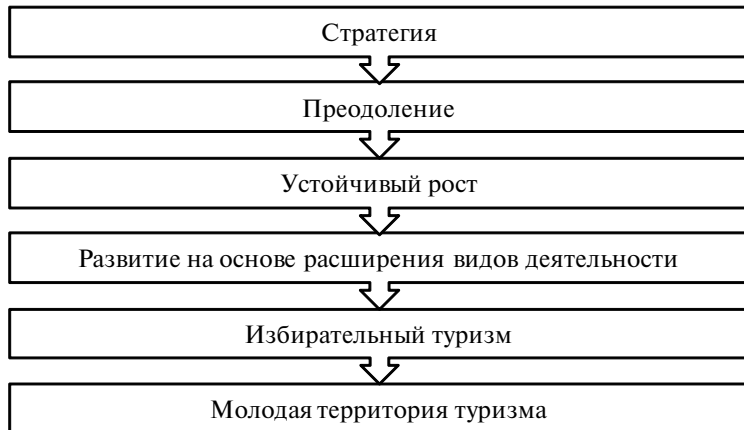 Стратегия
Преодоление
Устойчивый рост
Развитие на основе расширения видов деятельности
Избирательный туризм
Молодая территория туризма